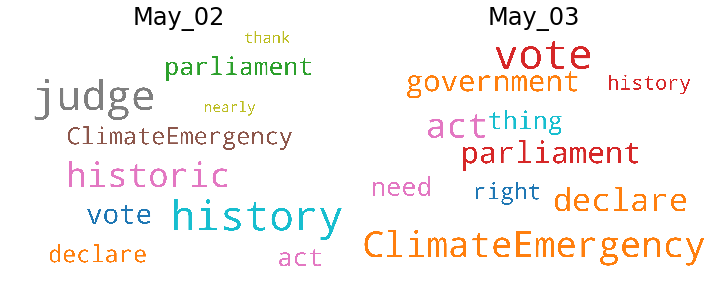 May_02
thank
parliament
judge
nearly
ClimateEmergency
historic
vote
history
declare
act
May_03
vote
government
history
act
thing
parliament
need
right
declare
ClimateEmergency